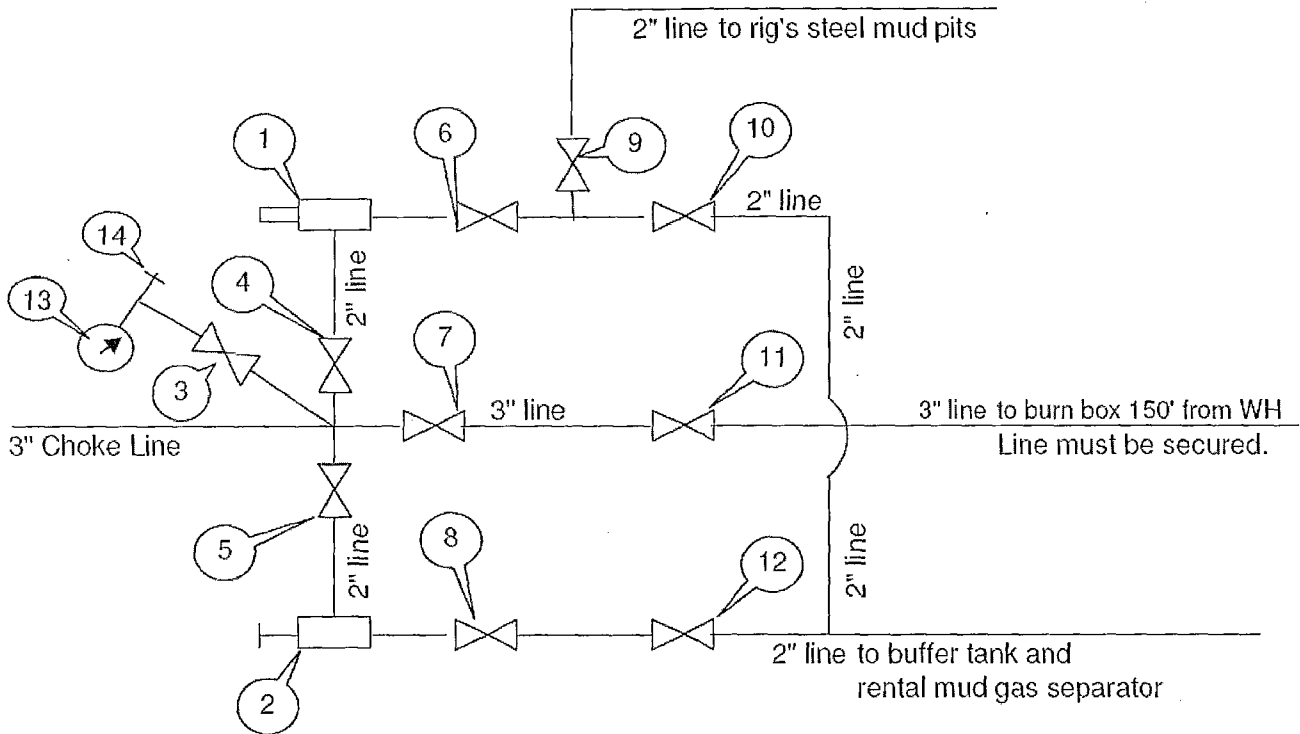 2" line to rig's steel mud pits
1
6
9
10
2" line
14
4
2" line
2" line
13
7
11
3
3" line
3" line to burn box 150' from WH
3" Choke Line
Line must be secured.
5
8
12
2" line
2" line
2" line to buffer tank and
rental mud gas separator
2